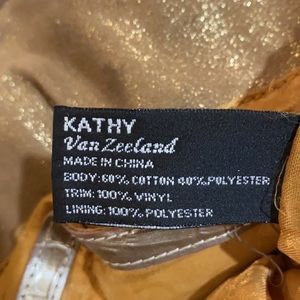 KATHY
Van Zeeland
MADE IN CHINA
BODY: 60% COTTON 40%POLYESTER
TRIM: 100% VINYL
LINING: 100% POLYESTER